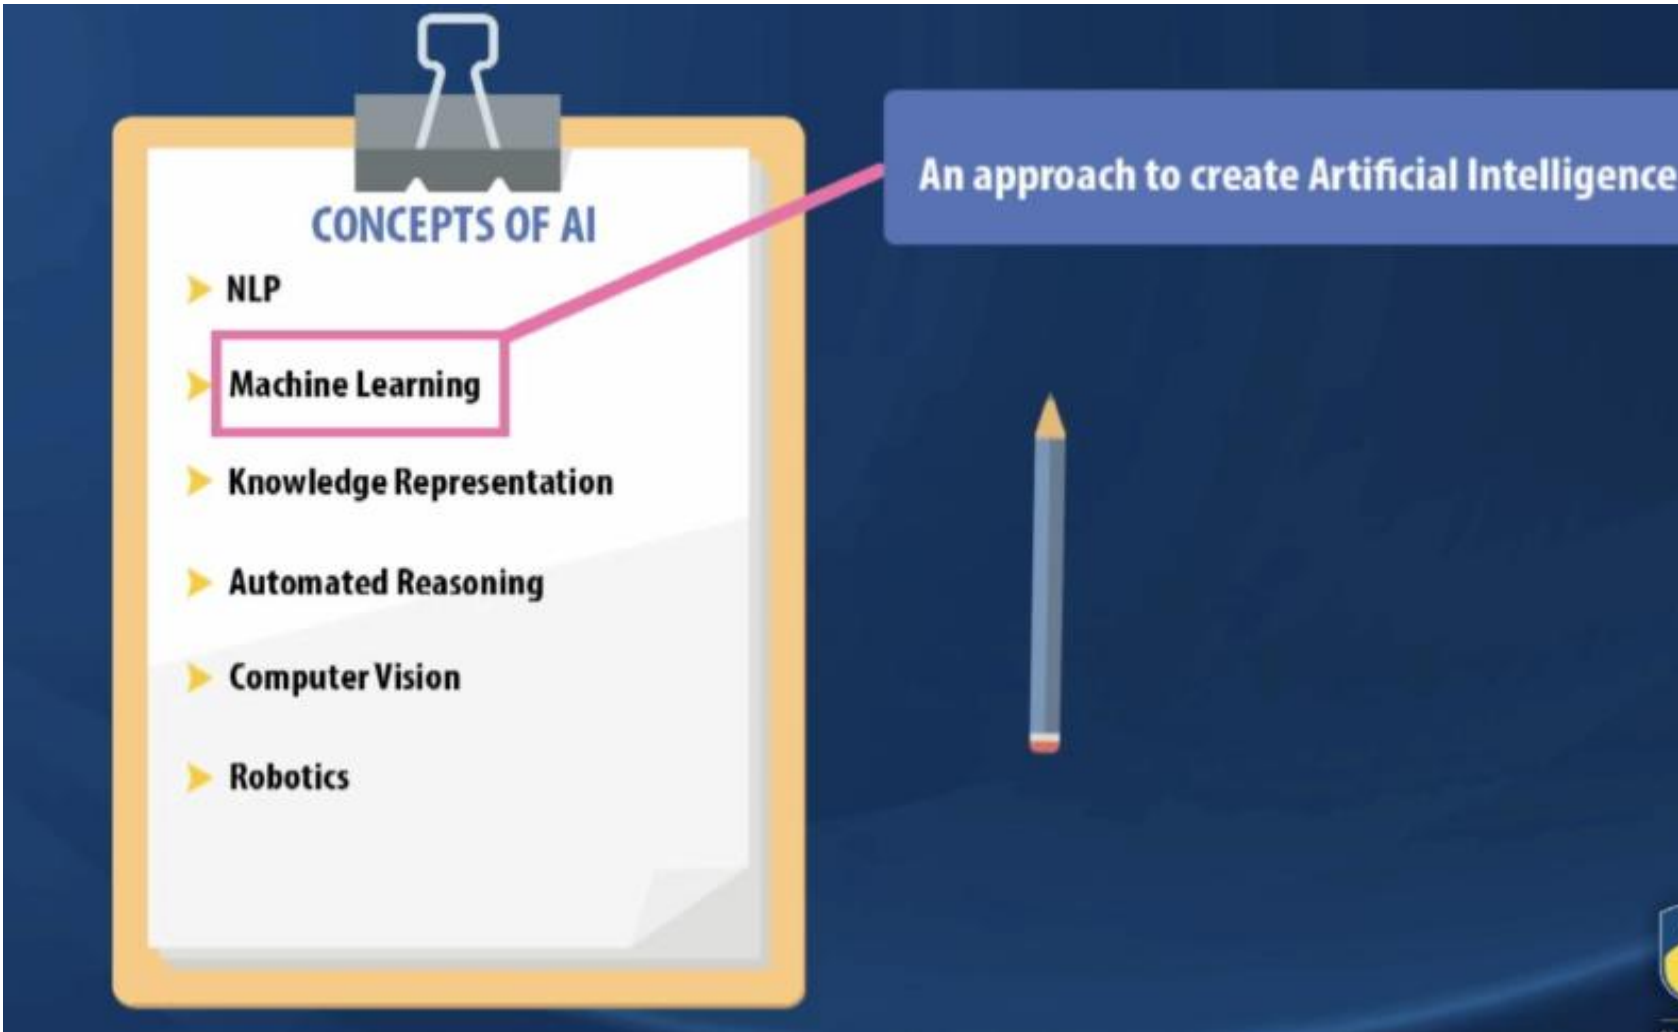 CONCEPTS OF AI
NLP
Machine Learning
Knowledge Representation
Automated Reasoning
Computer Vision
Robotics
An approach to create Artificial Intelligence